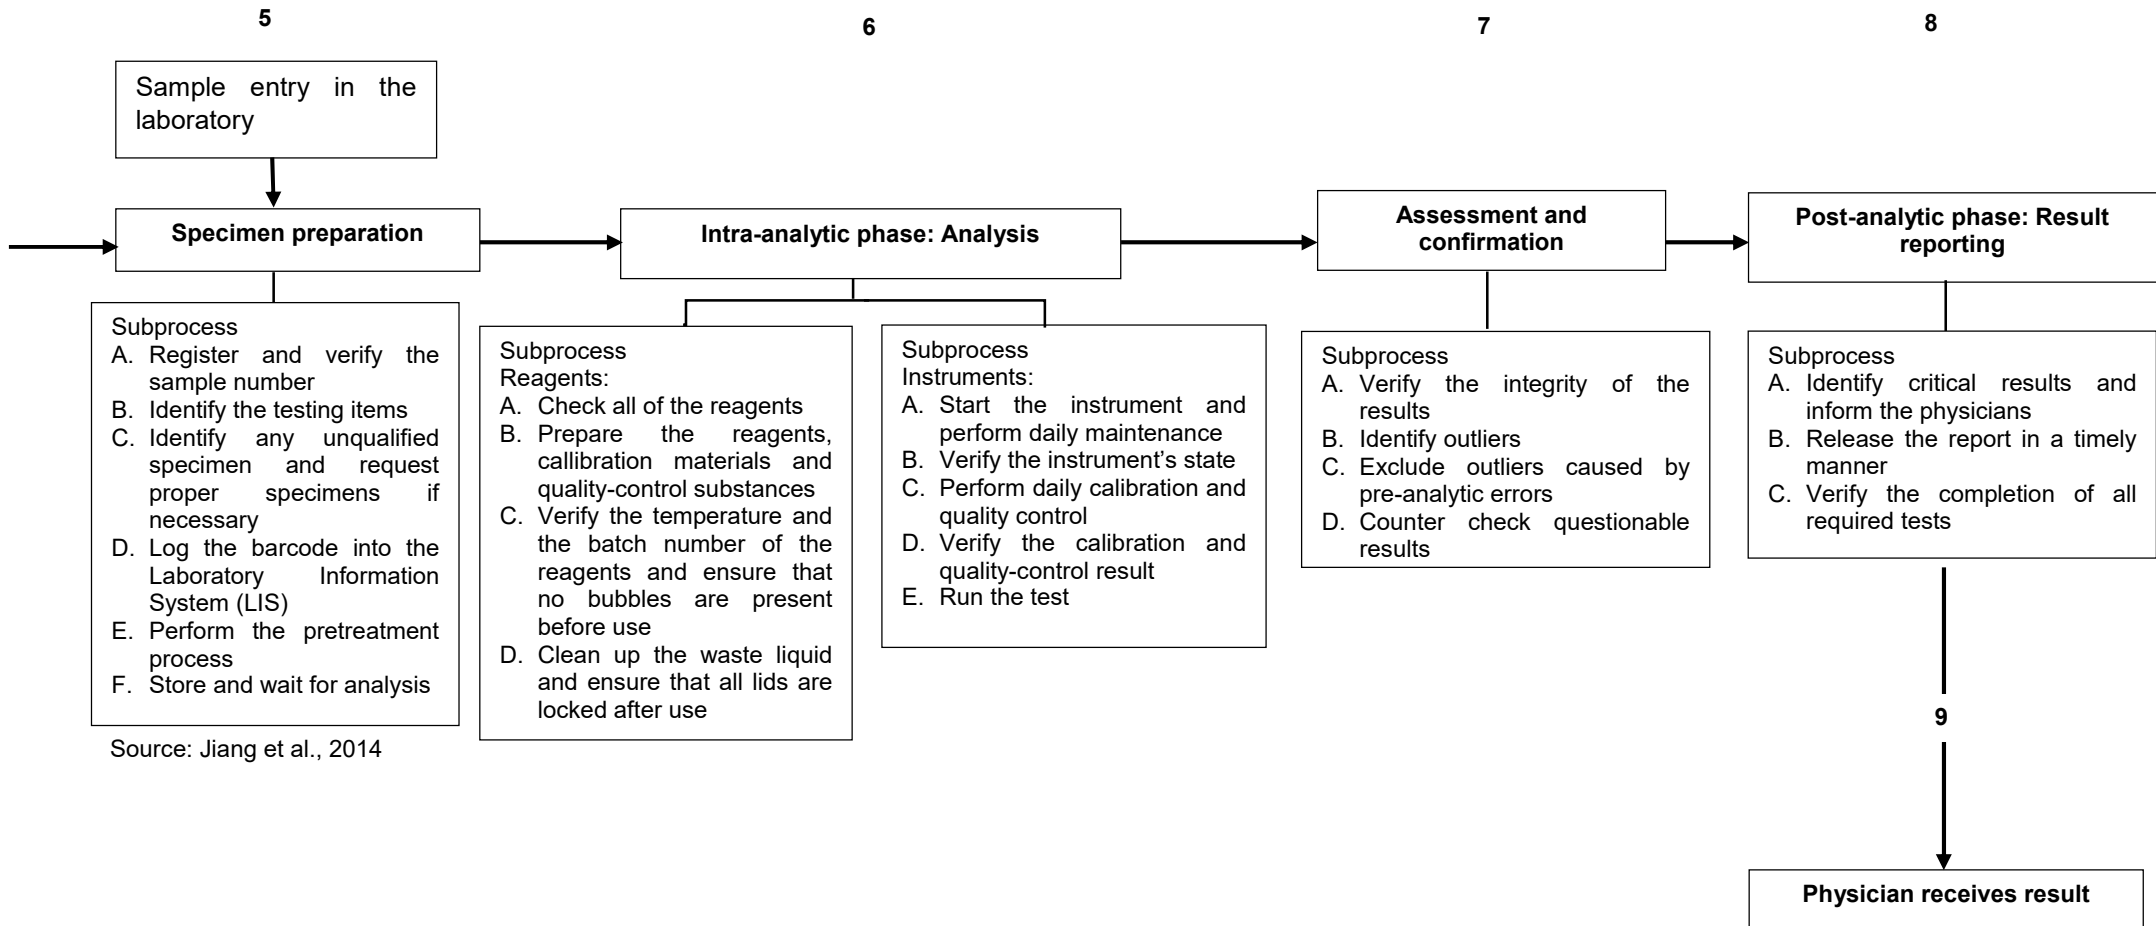 5
6
7
8
Sample entry in the
laboratory
Specimen preparation
Intra-analytic phase: Analysis
Assessment and
confirmation
Post-analytic phase: Result
reporting
Subprocess
A. Register and verify the
sample number
B. Identify the testing items
C. Identify any unqualified
specimen and request
proper specimens if
necessary
D. Log the barcode into the
Laboratory Information
System (LIS)
E. Perform the pretreatment
process
F. Store and wait for analysis
Source: Jiang et al., 2014
Subprocess
Reagents:
A. Check all of the reagents
B. Prepare the reagents,
callibration materials and
quality-control substances
C. Verify the temperature and
the batch number of the
reagents and ensure that
no bubbles are present
before use
D. Clean up the waste liquid
and ensure that all lids are
locked after use
Subprocess
Instruments:
A. Start the instrument and
perform daily maintenance
B. Verify the instrument’s state
C. Perform daily calibration and
quality control
D. Verify the calibration and
quality-control result
E. Run the test
Subprocess
A. Verify the integrity of the
results
B. Identify outliers
C. Exclude outliers caused by
pre-analytic errors
D. Counter check questionable
results
Subprocess
A. Identify critical results and
inform the physicians
B. Release the report in a timely
manner
C. Verify the completion of all
required tests
9
Physician receives result